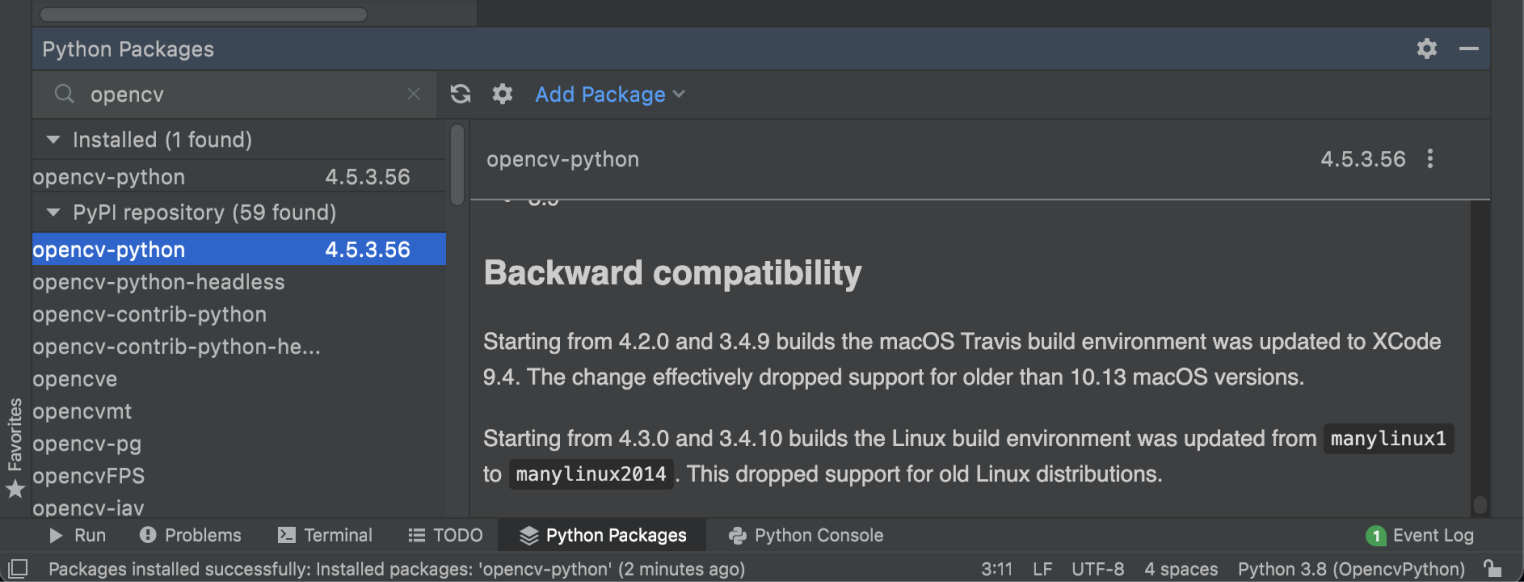 Python Packages
opencv
Add Package
Installed (1 found)
opencv-python 4.5.3.56
PyPI repository (59 found)
opencv-python 4.5.3.56
opencv-python-headless
opencv-contrib-python
opencv-contrib-python-he...
opencve
opencvmt
opencv-pg
opencvFPS
opencv-jav
opencv-python 4.5.3.56
Backward compatibility
Starting from 4.2.0 and 3.4.9 builds the macOS Travis build environment was updated to XCode
9.4. The change effectively dropped support for older than 10.13 macOS versions.
Starting from 4.3.0 and 3.4.10 builds the Linux build environment was updated from manylinux1
to manylinux2014. This dropped support for old Linux distributions.
Favorites
Run Problems Terminal TODO Python Packages Python Console 1 Event Log
Packages installed successfully: Installed packages: 'opencv-python' (2 minutes ago) 3:11 LF UTF-8 4 spaces Python 3.8 (OpencvPython)